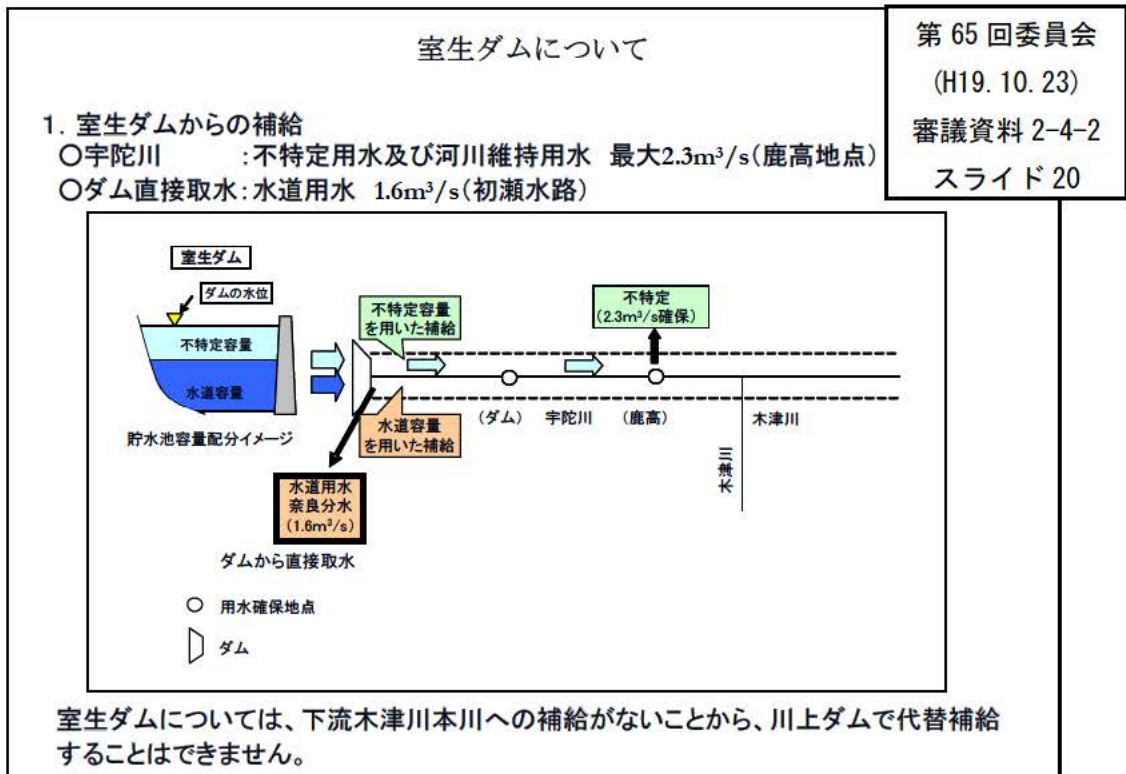 室生ダムについて
第 65 回委員会
(H19.10.23)
審議資料 2-4-2
スライド 20
1. 室生ダムからの補給
○宇陀川　　　:不特定用水及び河川維持用水 最大2.3m³/s(鹿高地点)
○ダム直接取水:水道用水 1.6m³/s(初瀬水路)
室生ダム
ダムの水位
不特定容量
水道容量
貯水池容量配分イメージ
不特定容量
を用いた補給
不特定
(2.3m³/s確保)
水道容量
を用いた補給
(ダム)
宇陀川
(鹿高)
木津川
木津川
水道用水
奈良分水
(1.6m³/s)
ダムから直接取水
○ 用水確保地点
ダム
室生ダムについては、下流木津川本川への補給がないことから、川上ダムで代替補給
することはできません。